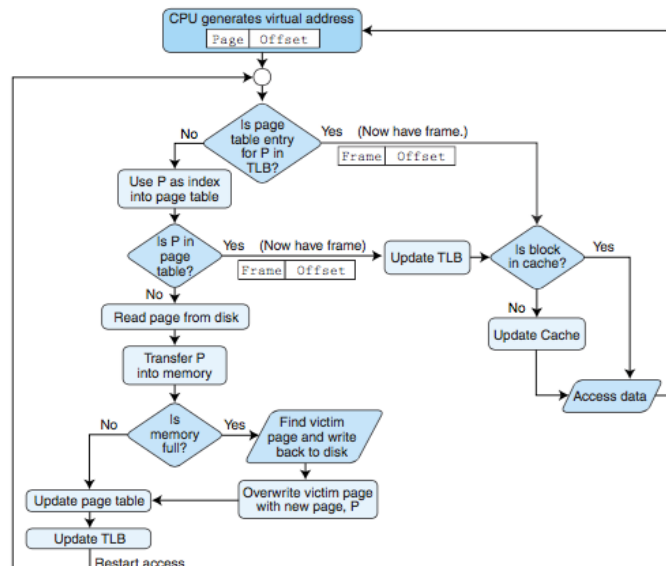 CPU generates virtual address
Page Offset
Is page
table entry
for P in
TLB?
No
Yes (Now have frame.)
Frame Offset
Use P as index
into page table
Is P in
page
table?
Yes (Now have frame)
Frame Offset
Update TLB
Is block
in cache?
Yes
No
No
Read page from disk
Update Cache
Transfer P
into memory
Access data
Is
memory
full?
No
Yes
Find victim
page and write
back to disk
Update page table
Overwrite victim page
with new page, P
Update TLB
Restart access